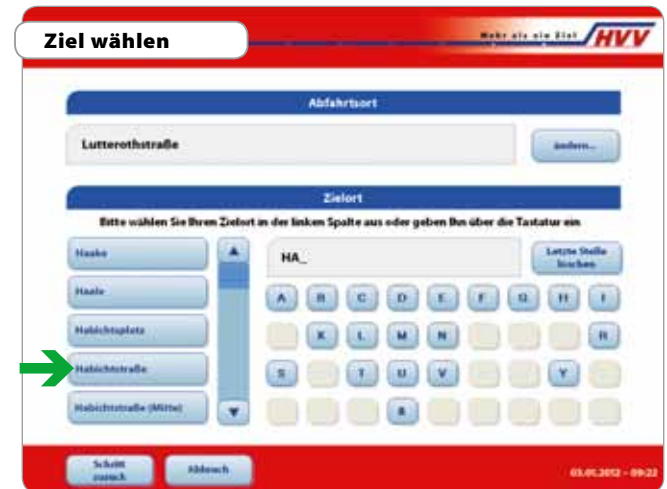 Ziel wählen
Mehr als ein Ziel HVV
Abfahrtsort
Lutterothstraße
ändern...
Zielort
Bitte wählen Sie Ihren Zielort in der linken Spalte aus oder geben Ihn über die Tastatur ein
Haake
Haale
Habichtsplatz
Habichtstraße
Habichtstraße (Mitte)
HA_
Letzte Stelle
löschen
A B C D E F G H I
K L M N R
S T U V Y
ß
Schritt
zurück
Abbruch
03.01.2012 - 09:22